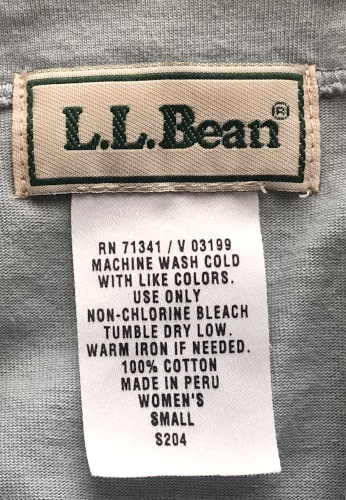 L.L.Bean®
RN 71341 / V 03199
MACHINE WASH COLD
WITH LIKE COLORS.
USE ONLY
NON-CHLORINE BLEACH
TUMBLE DRY LOW.
WARM IRON IF NEEDED.
100% COTTON
MADE IN PERU
WOMEN'S
SMALL
S204